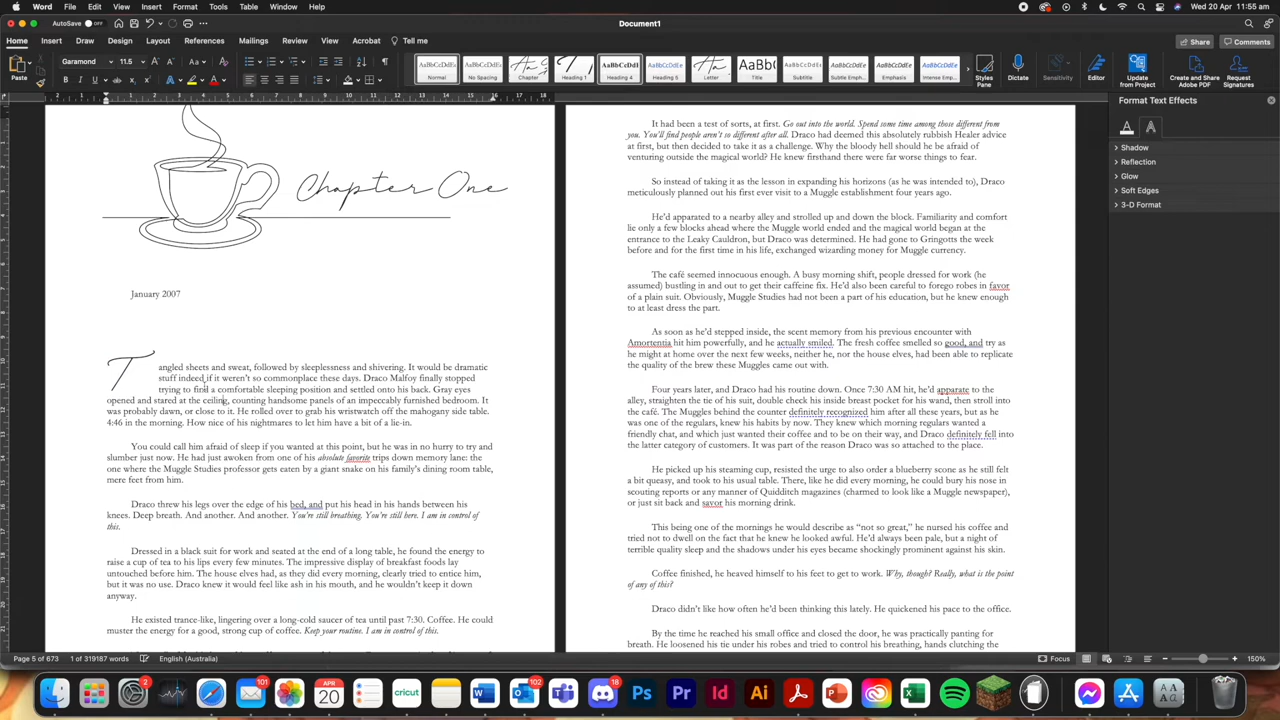 Word File Edit View Insert Format Tools Table Window Help Wed 20 Apr 11:55 am
AutoSave OFF Document1
Home Insert Draw Design Layout References Mailings Review View Acrobat Tell me Share Comments
Paste Garamond 11.5 Normal No Spacing Chapter Heading 1 Heading 4 Heading 5 Letter Title Subtitle Subtle Emph... Emphasis Intense Emp... Styles Pane Dictate Sensitivity Editor Update from Project Create and Share Adobe PDF Request Signatures
Format Text Effects
Shadow
Reflection
Glow
Soft Edges
3-D Format
Chapter One
January 2007
Tangled sheets and sweat, followed by sleeplessness and shivering. It would be dramatic
stuff indeed if it weren't so commonplace these days. Draco Malfoy finally stopped
trying to find a comfortable sleeping position and settled onto his back. Gray eyes
opened and stared at the ceiling, counting handsome panels of an impeccably furnished bedroom. It
was probably dawn, or close to it. He rolled over to grab his wristwatch off the mahogany side table.
4:46 in the morning. How nice of his nightmares to let him have a lie-in.
You could call him afraid of sleep if you wanted at this point, but he was in no hurry to try and
slumber just now. He had just awoken from one of his absolute favorite trips down memory lane: the
one where the Muggle Studies professor gets eaten by a giant snake on his family's dining room table,
mere feet from him.
Draco threw his legs over the edge of his bed, and put his head in his hands between his
knees. Deep breath. And another. And another. You're still breathing. You're still here. I am in control of
this.
Dressed in a black suit for work and seated at the end of a long table, he found the energy to
raise a cup of tea to his lips every few minutes. The impressive display of breakfast foods lay
untouched before him. The house elves had, as they did every morning, clearly tried to entice him,
but it was no use. Draco knew it would feel like ash in his mouth, and he wouldn't keep it down
anyway.
He existed trance-like, lingering over a long-cold saucer of tea until past 7:30. Coffee. He could
muster the energy for a good, strong cup of coffee. Keep your routine. I am in control of this.
It had been a test of sorts, at first. Go out into the world. Spend some time among those different from
you. You'll find people aren't so different after all. Draco had deemed this absolutely rubbish Healer advice
at first, but then decided to take it as a challenge. Why the bloody hell should he be afraid of
venturing outside the magical world? He knew firsthand there were far worse things to fear.
So instead of taking it as the lesson in expanding his horizons (as he was intended to), Draco
meticulously planned out his first ever visit to a Muggle establishment four years ago.
He'd apparated to a nearby alley and strolled up and down the block. Familiarity and comfort
lie only a few blocks ahead where the Muggle world ended and the magical world began at the
entrance to the Leaky Cauldron, but Draco was determined. He had gone to Gringotts the week
before and for the first time in his life, exchanged wizarding money for Muggle currency.
The café seemed innocuous enough. A busy morning shift, people dressed for work (he
assumed) bustling in and out to get their caffeine fix. He'd also been careful to forego robes in favor
of a plain suit. Obviously, Muggle Studies had not been a part of his education, but he knew enough
to at least dress the part.
As soon as he'd stepped inside, the scent memory from his previous encounter with
Amortentia hit him powerfully, and he actually smiled. The fresh coffee smelled so good, and try as
he might at home over the next few weeks, neither he, nor the house elves, had been able to replicate
the quality of the brew these Muggles came out with.
Four years later, and Draco had his routine down. Once 7:30 AM hit, he'd apparate to the
alley, straighten the tie of his suit, double check his inside breast pocket for his wand, then stroll into
the café. The Muggles behind the counter definitely recognized him after all these years, but as he
was one of the regulars, knew his habits by now. They knew which morning regulars wanted a
friendly chat, and which just wanted their coffee and to be on their way, and Draco definitely fell into
the latter category of customers. It was part of the reason Draco was so attached to the place.
He picked up his steaming cup, resisted the urge to also order a blueberry scone as he still felt
a bit queasy, and took to his usual table. There, like he did every morning, he could bury his nose in
scouting reports or any manner of Quidditch magazines (charmed to look like a Muggle newspaper),
or just sit back and savor his morning drink.
This being one of the mornings he would describe as “not so great,” he nursed his coffee and
tried not to dwell on the fact that he knew he looked awful. He'd always been pale, but a night of
terrible quality sleep and the shadows under his eyes became shockingly prominent against his skin.
Coffee finished, he heaved himself to his feet to get to work. Why, though? Really, what is the point
of any of this?
Draco didn't like how often he'd been thinking this lately. He quickened his pace to the office.
By the time he reached his small office and closed the door, he was practically panting for
breath. He loosened his tie under his robes and tried to control his breathing, hands clutching the
Page 5 of 673 1 of 319187 words English (Australia) Focus 150%